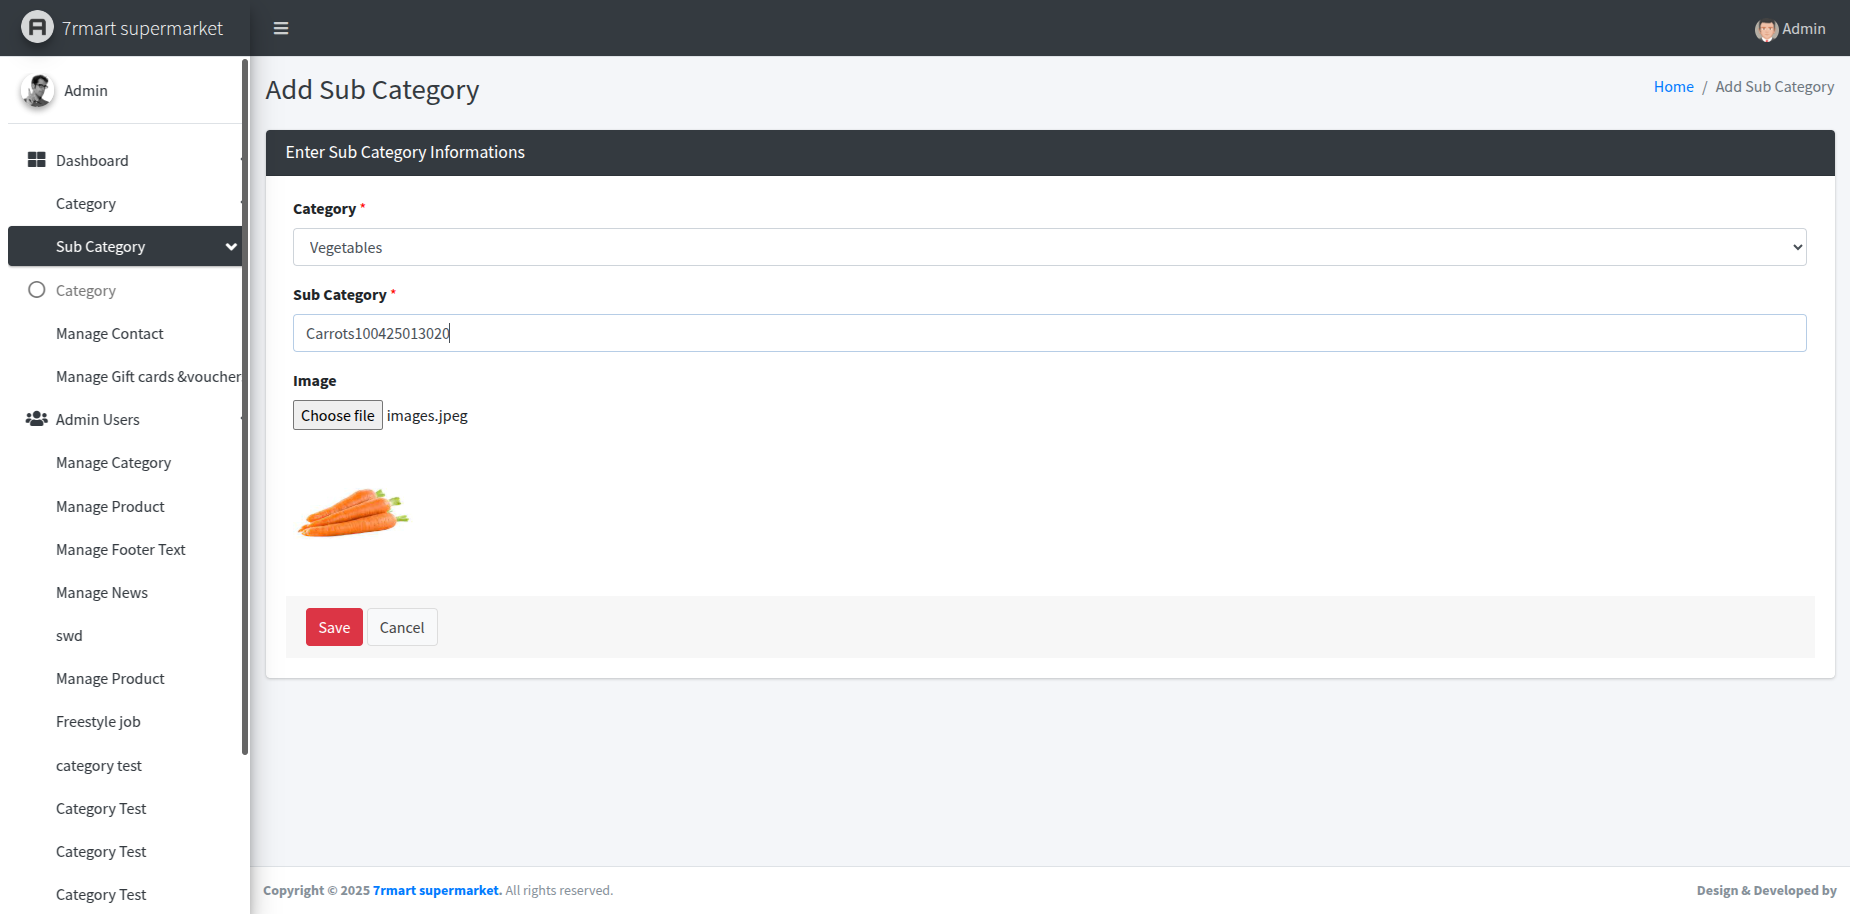 7rmart supermarket
Admin
Admin
Dashboard
Category
Sub Category
Category
Manage Contact
Manage Gift cards &voucher
Admin Users
Manage Category
Manage Product
Manage Footer Text
Manage News
swd
Manage Product
Freestyle job
category test
Category Test
Category Test
Category Test
Add Sub Category
Home / Add Sub Category
Enter Sub Category Informations
Category *
Vegetables
Sub Category *
Carrots100425013020
Image
Choose file images.jpeg
Save Cancel
Copyright © 2025 7rmart supermarket. All rights reserved.
Design & Developed by